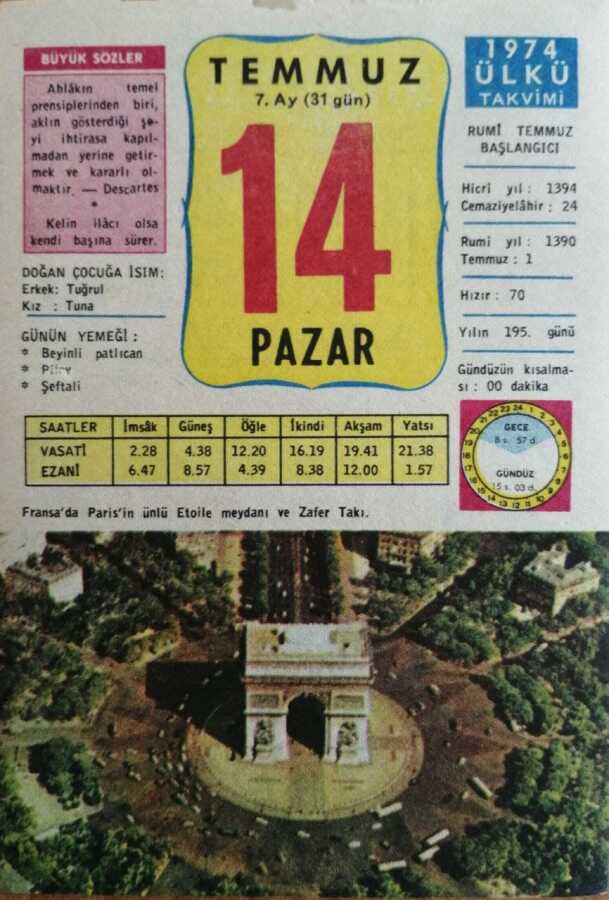 BÜYÜK SÖZLER
Ahlâkın temel
prensiplerinden biri,
aklın gösterdiği şe-
yi ihtirasa kapıl-
madan yerine getir-
mek ve kararlı ol-
maktır. — Descartes
*
Kelin ilâcı olsa
kendi başına sürer.
DOĞAN ÇOCUĞA İSİM:
Erkek: Tuğrul
Kız : Tuna
GÜNÜN YEMEĞİ :
* Beyinli patlıcan
*
* Şeftali
TEMMUZ
7. Ay (31 gün)
14
PAZAR
1974
ÜLKÜ
TAKVİMİ
RUMİ TEMMUZ
BAŞLANGICI
Hicrî yıl : 1394
Cemaziyelâhir : 24
Rumi yıl : 1390
Temmuz : 1
Hızır : 70
Yılın 195. günü
Gündüzün kısalma-
sı : 00 dakika
SAATLER İmsâk Güneş Öğle İkindi Akşam Yatsı
VASATİ 2.28 4.38 12.20 16.19 19.41 21.38
EZANİ 6.47 8.57 4.39 8.38 12.00 1.57
GECE
8 s. 57 d.
GÜNDÜZ
15 s. 03 d.
Fransa'da Paris'in ünlü Etoile meydanı ve Zafer Takı.